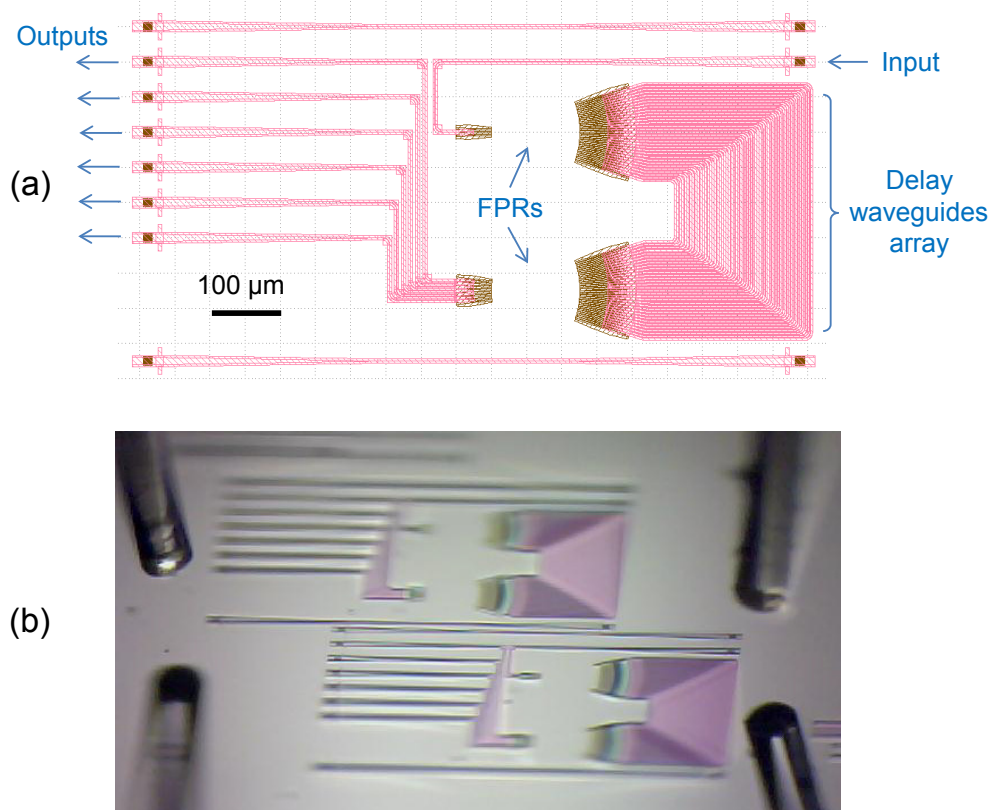 Outputs
Input
(a)
FPRs
Delay
waveguides
array
100 µm
(b)